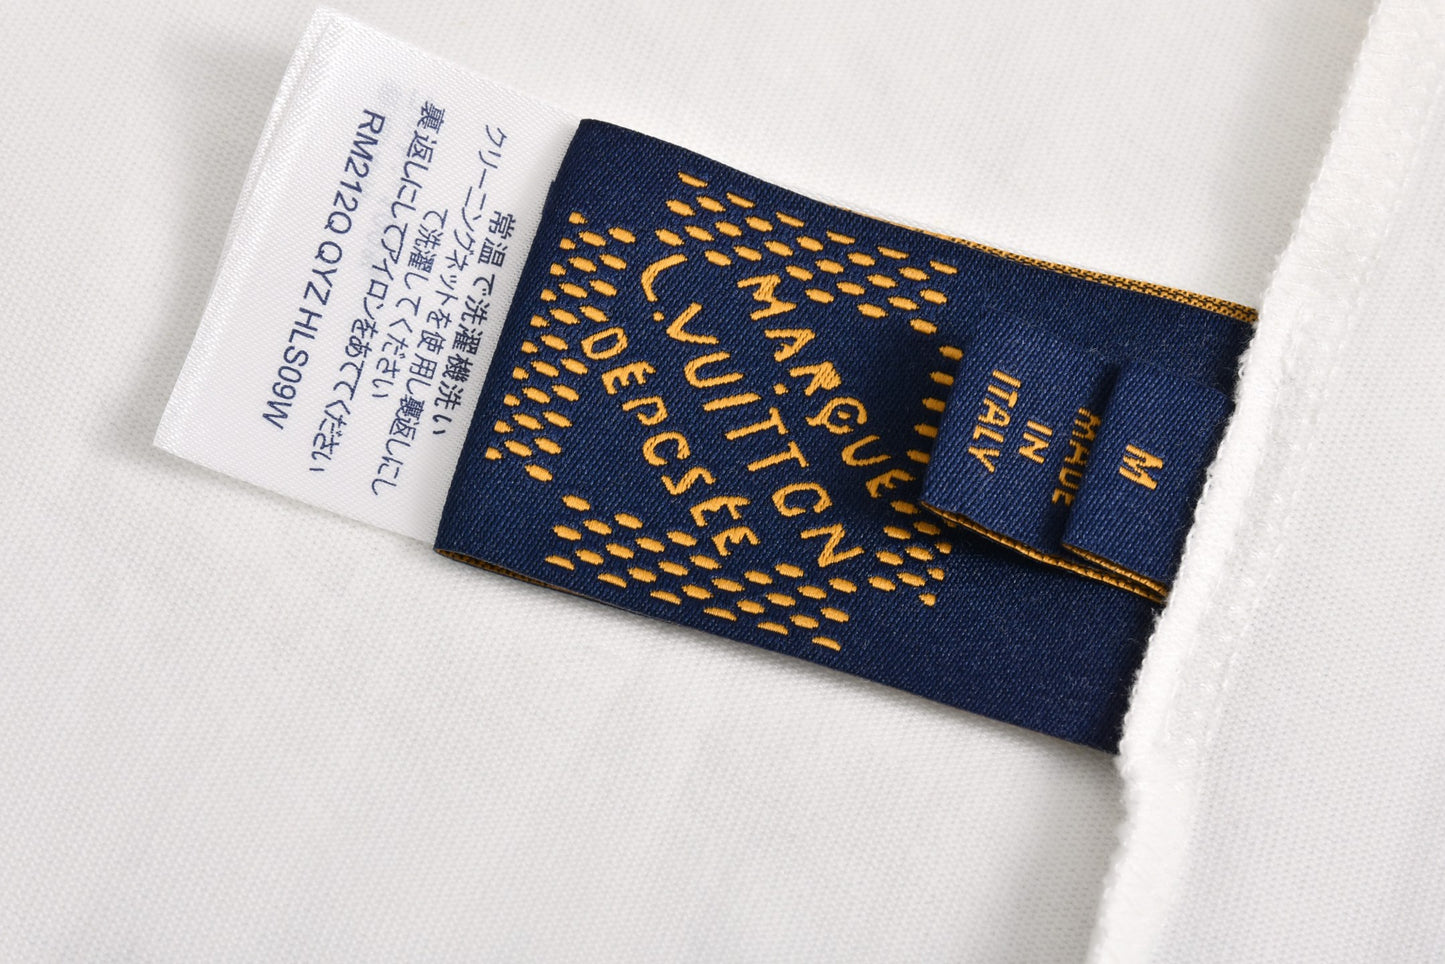 常温で洗濯機洗い
クリーニングネットを使用し裏返しにし
て洗濯してください
裏返しにしてアイロンをあててください
RM212Q QYZ HLS09W
MARQUE
L.VUITTON
DEPOSEE
M
MADE
IN
ITALY